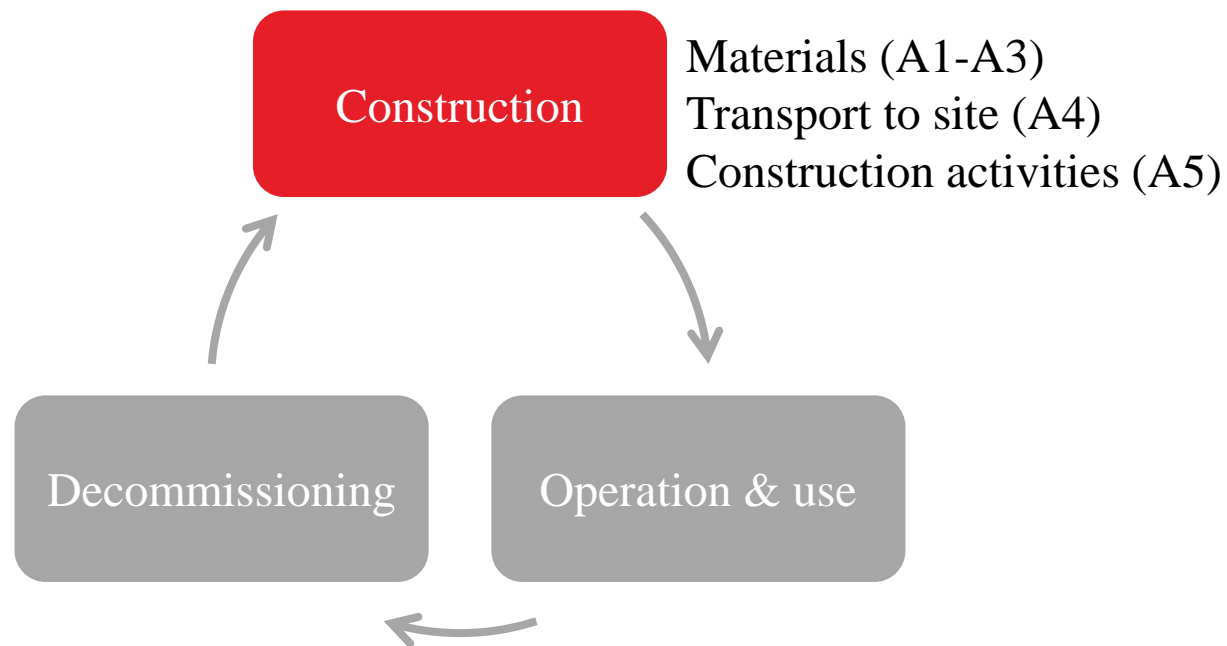 Construction
Materials (A1-A3)
Transport to site (A4)
Construction activities (A5)
Decommissioning
Operation & use